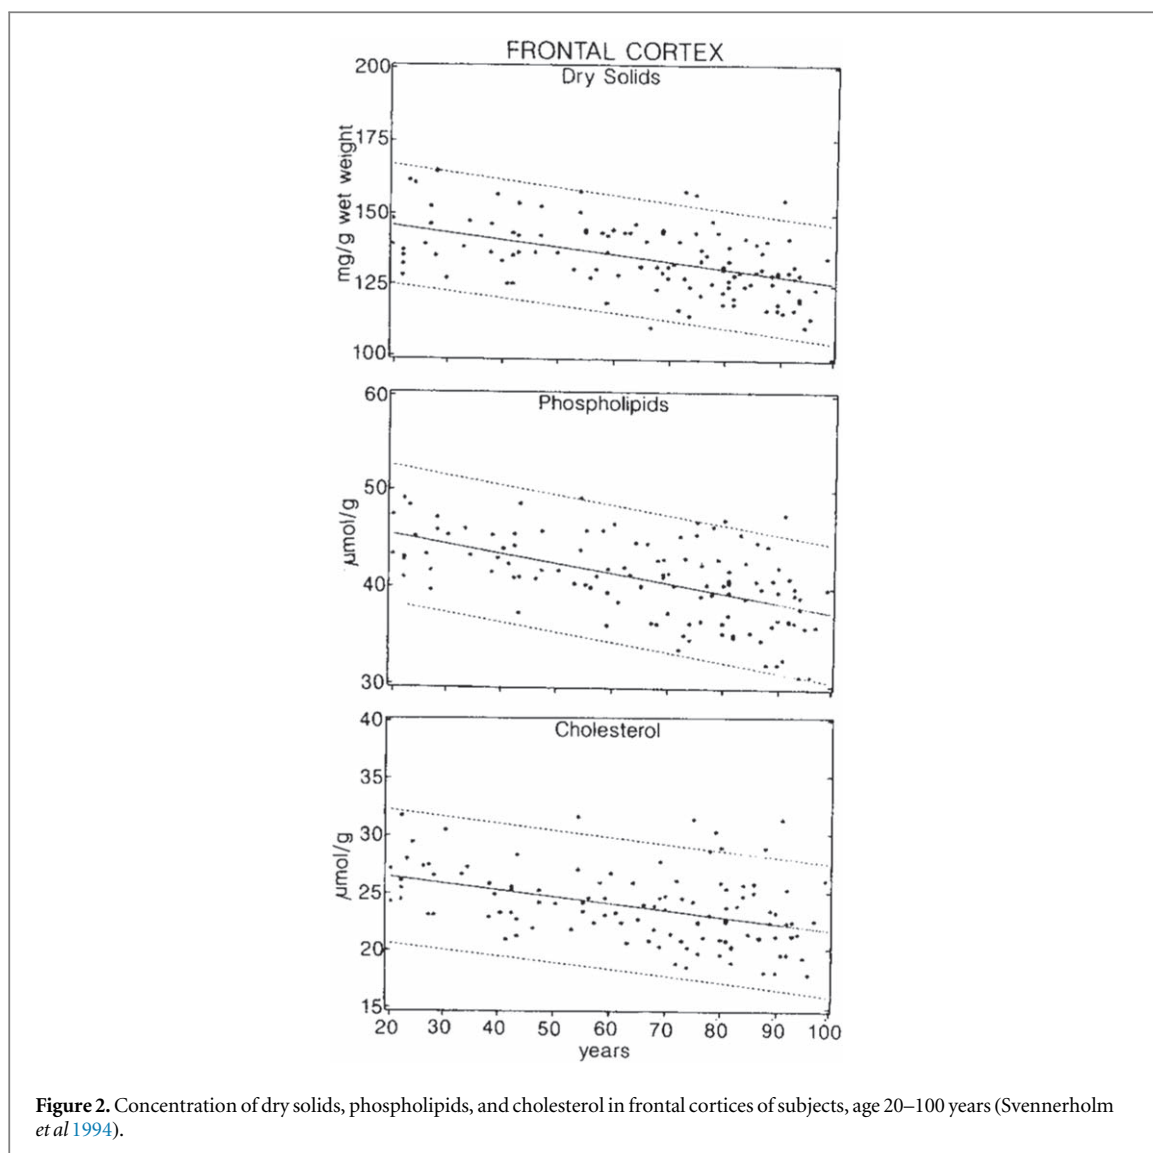 FRONTAL CORTEX
Dry Solids
200
175
150
125
100
mg/g wet weight
Phospholipids
60
50
40
30
µmol/g
Cholesterol
40
35
30
25
20
15
µmol/g
20 30 40 50 60 70 80 90 100
years
Figure 2. Concentration of dry solids, phospholipids, and cholesterol in frontal cortices of subjects, age 20–100 years (Svennerholm
et al 1994).